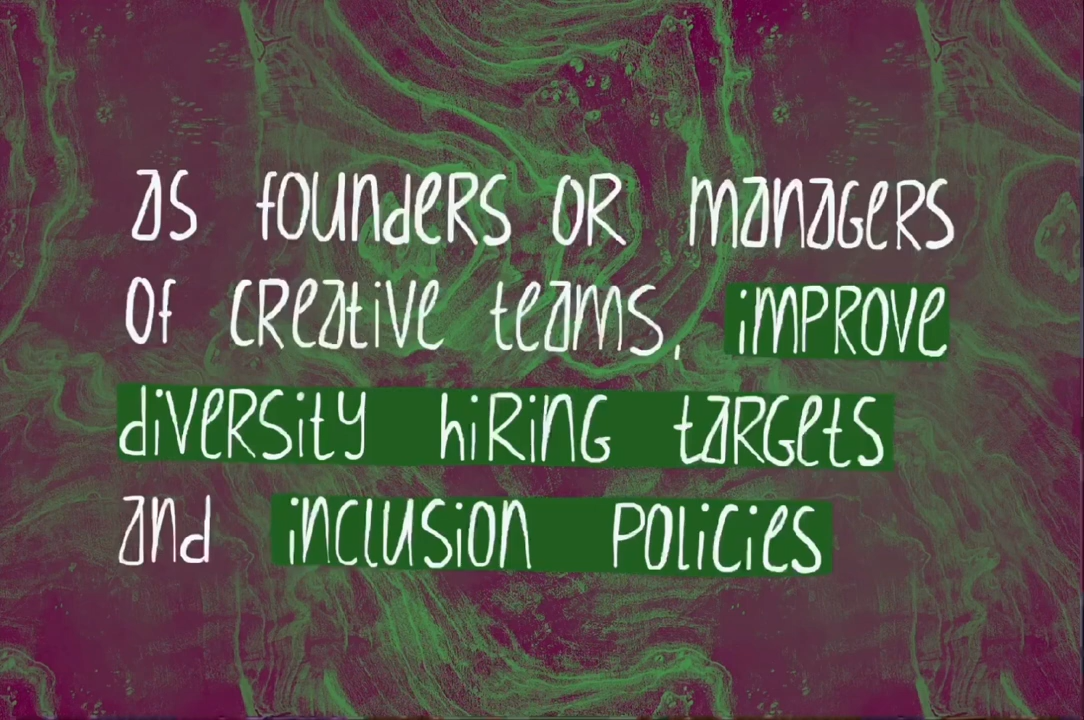 as founders or managers
of creative teams, improve
diversity hiring targets
and inclusion policies